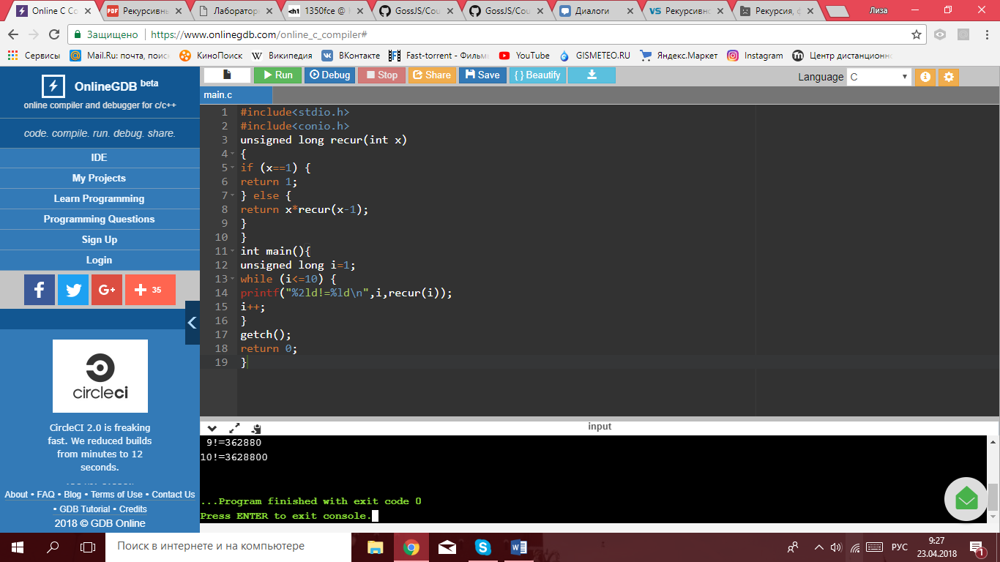 Online C Co
Рекурсивны
Лаборатор
1350fce @
GossJS/Cou
GossJS/Cou
Диалоги
Рекурсивно
Рекурсия, ф
Лиза
Защищено https://www.onlinegdb.com/online_c_compiler#
Сервисы Mail.Ru: почта, поиск КиноПоиск Википедия ВКонтакте Fast-torrent - Фильмы YouTube GISMETEO.RU Яндекс.Маркет Instagram Центр дистанционно
OnlineGDB beta
online compiler and debugger for c/c++
code. compile. run. debug. share.
IDE
My Projects
Learn Programming
Programming Questions
Sign Up
Login
35
circleci
CircleCI 2.0 is freaking
fast. We reduced builds
from minutes to 12
seconds.
About • FAQ • Blog • Terms of Use • Contact Us
• GDB Tutorial • Credits
2018 © GDB Online
Run Debug Stop Share Save { } Beautify Language C
main.c
1 #include<stdio.h>
2 #include<conio.h>
3 unsigned long recur(int x)
4 {
5 if (x==1) {
6 return 1;
7 } else {
8 return x*recur(x-1);
9 }
10 }
11 int main(){
12 unsigned long i=1;
13 while (i<=10) {
14 printf("%2ld!=%ld\n",i,recur(i));
15 i++;
16 }
17 getch();
18 return 0;
19 }
input
9!=362880
10!=3628800
...Program finished with exit code 0
Press ENTER to exit console.
Поиск в интернете и на компьютере
РУС
9:27
23.04.2018
1